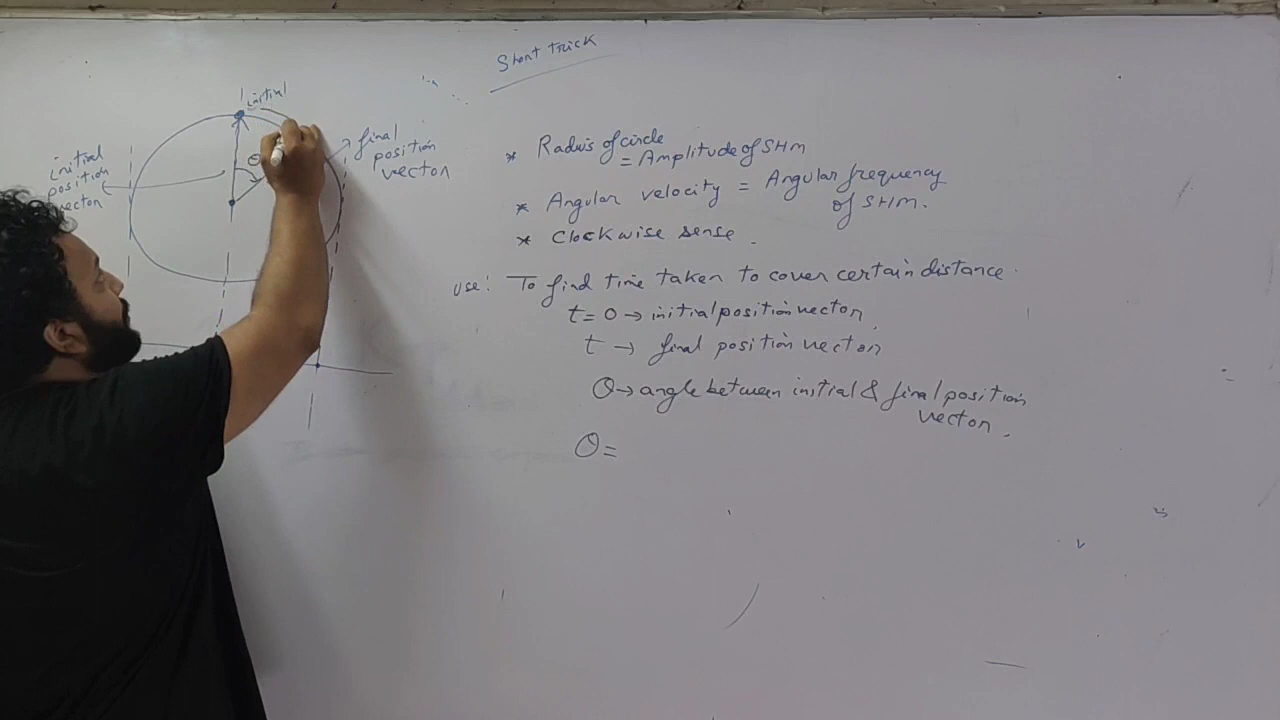 Short trick
initial
θ
initial
position
vector
final
position
vector
* Radius of circle
= Amplitude of SHM
* Angular velocity = Angular frequency
of SHM.
* Clockwise sense.
use: To find time taken to cover certain distance.
t=0 → initial position vector.
t → final position vector
θ → angle between initial & final position
vector.
θ=